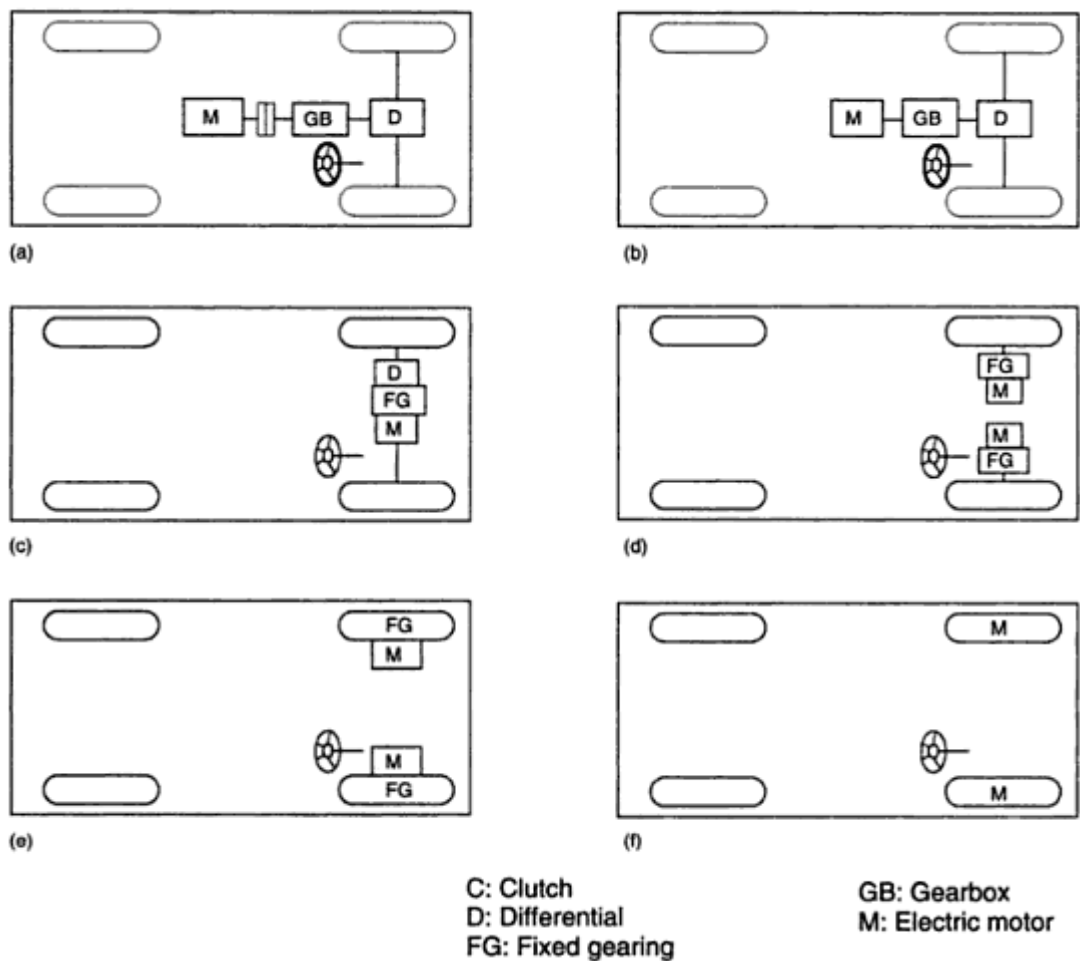 M GB D
M GB D
(a)
(b)
D
FG
M
FG
M
M
FG
(c)
(d)
FG
M
M
FG
M
M
(e)
(f)
C: Clutch
D: Differential
FG: Fixed gearing
GB: Gearbox
M: Electric motor